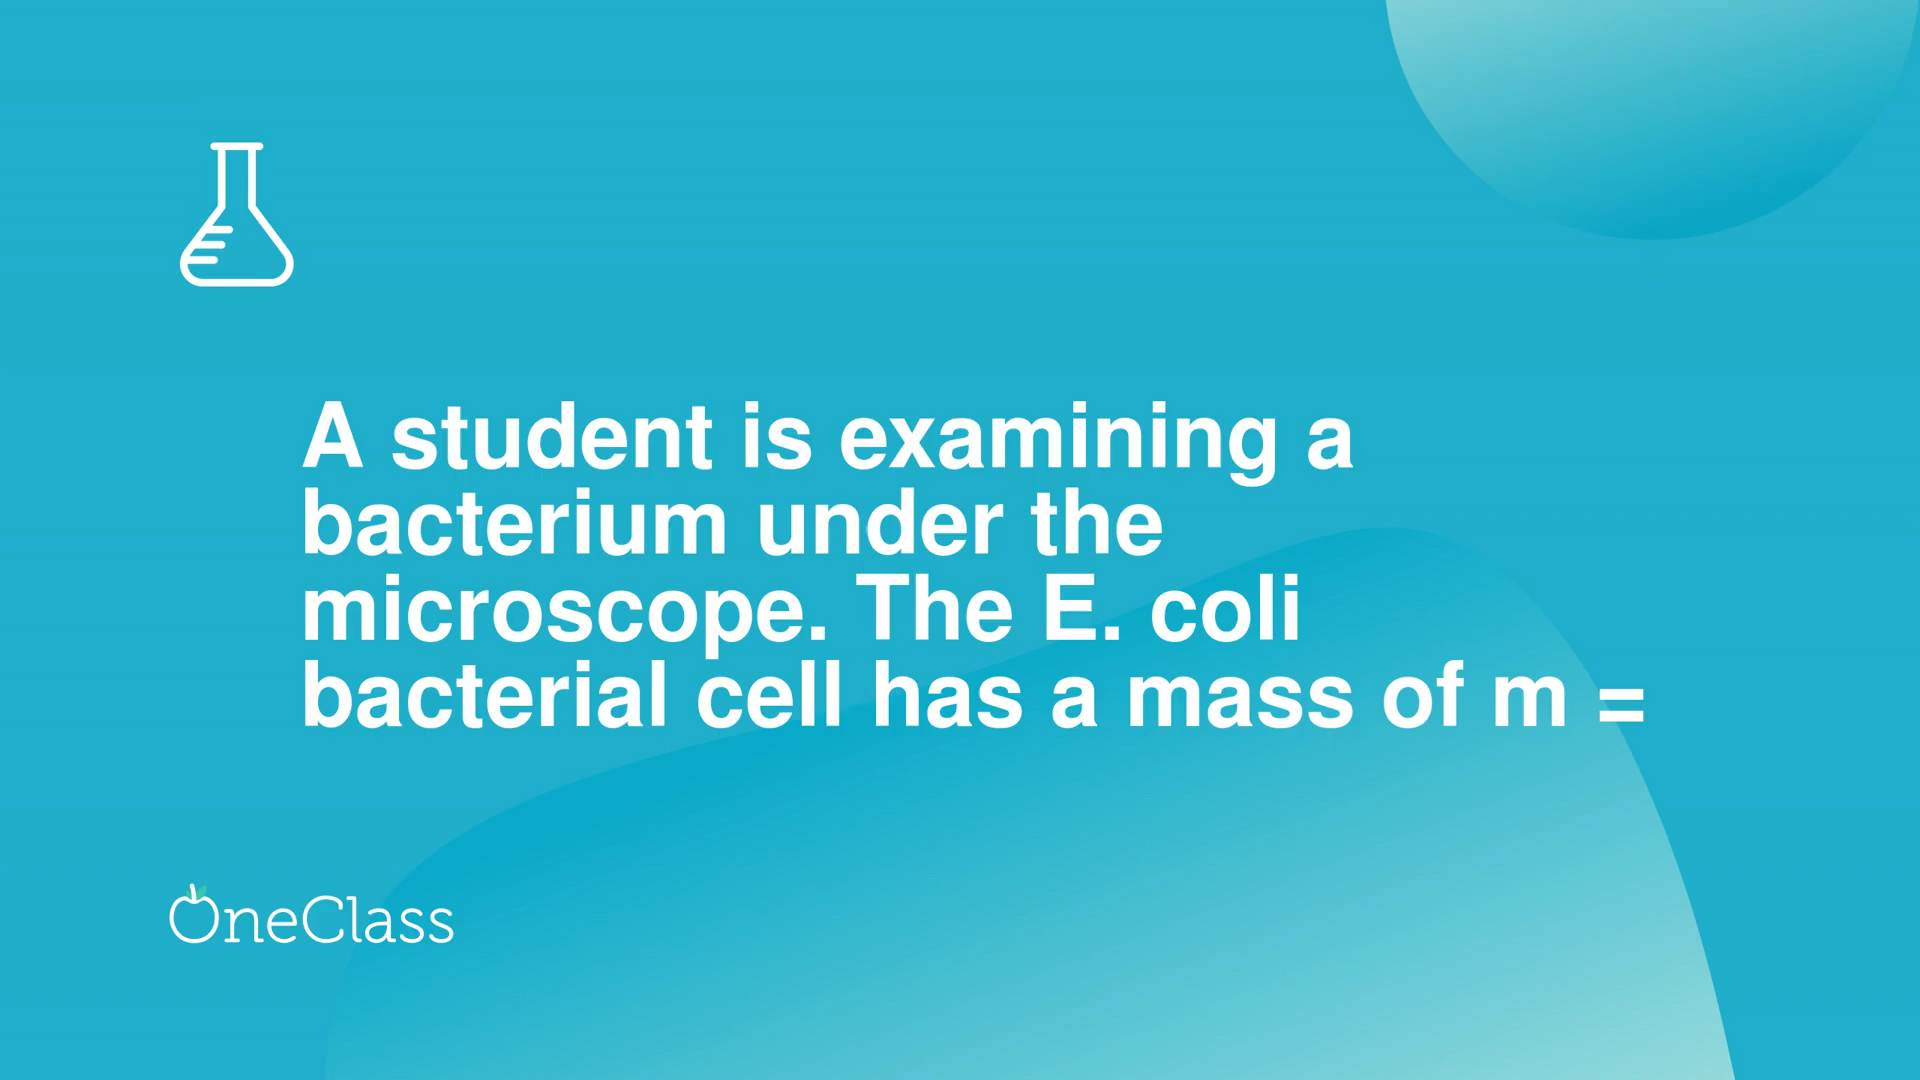 A student is examining a
bacterium under the
microscope. The E. coli
bacterial cell has a mass of m =
OneClass